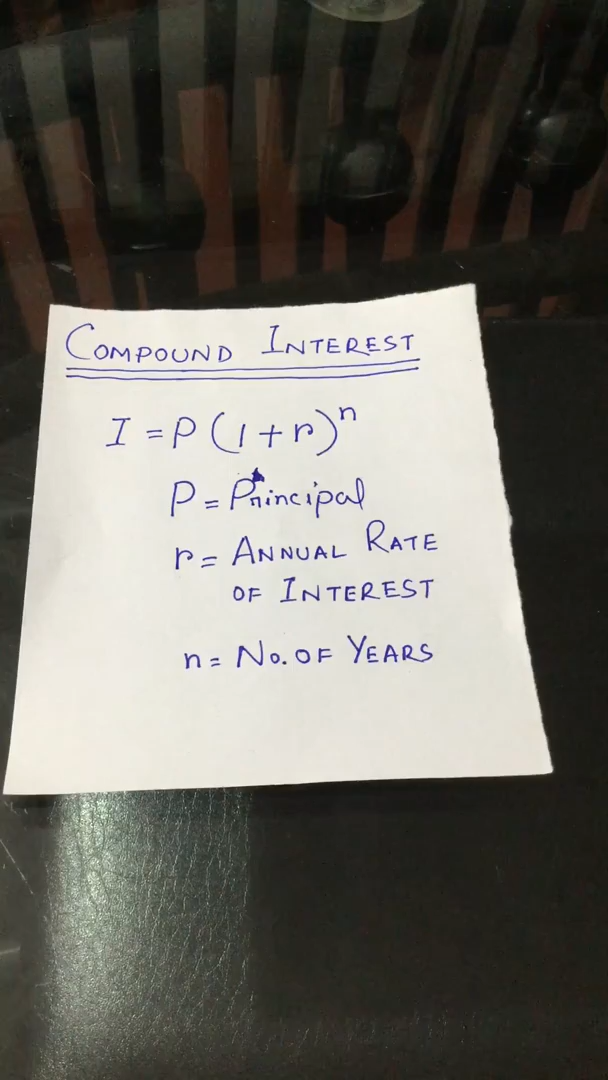 COMPOUND INTEREST
I = P (1 + r)ⁿ
P = Principal
r = ANNUAL RATE
OF INTEREST
n = No. OF YEARS